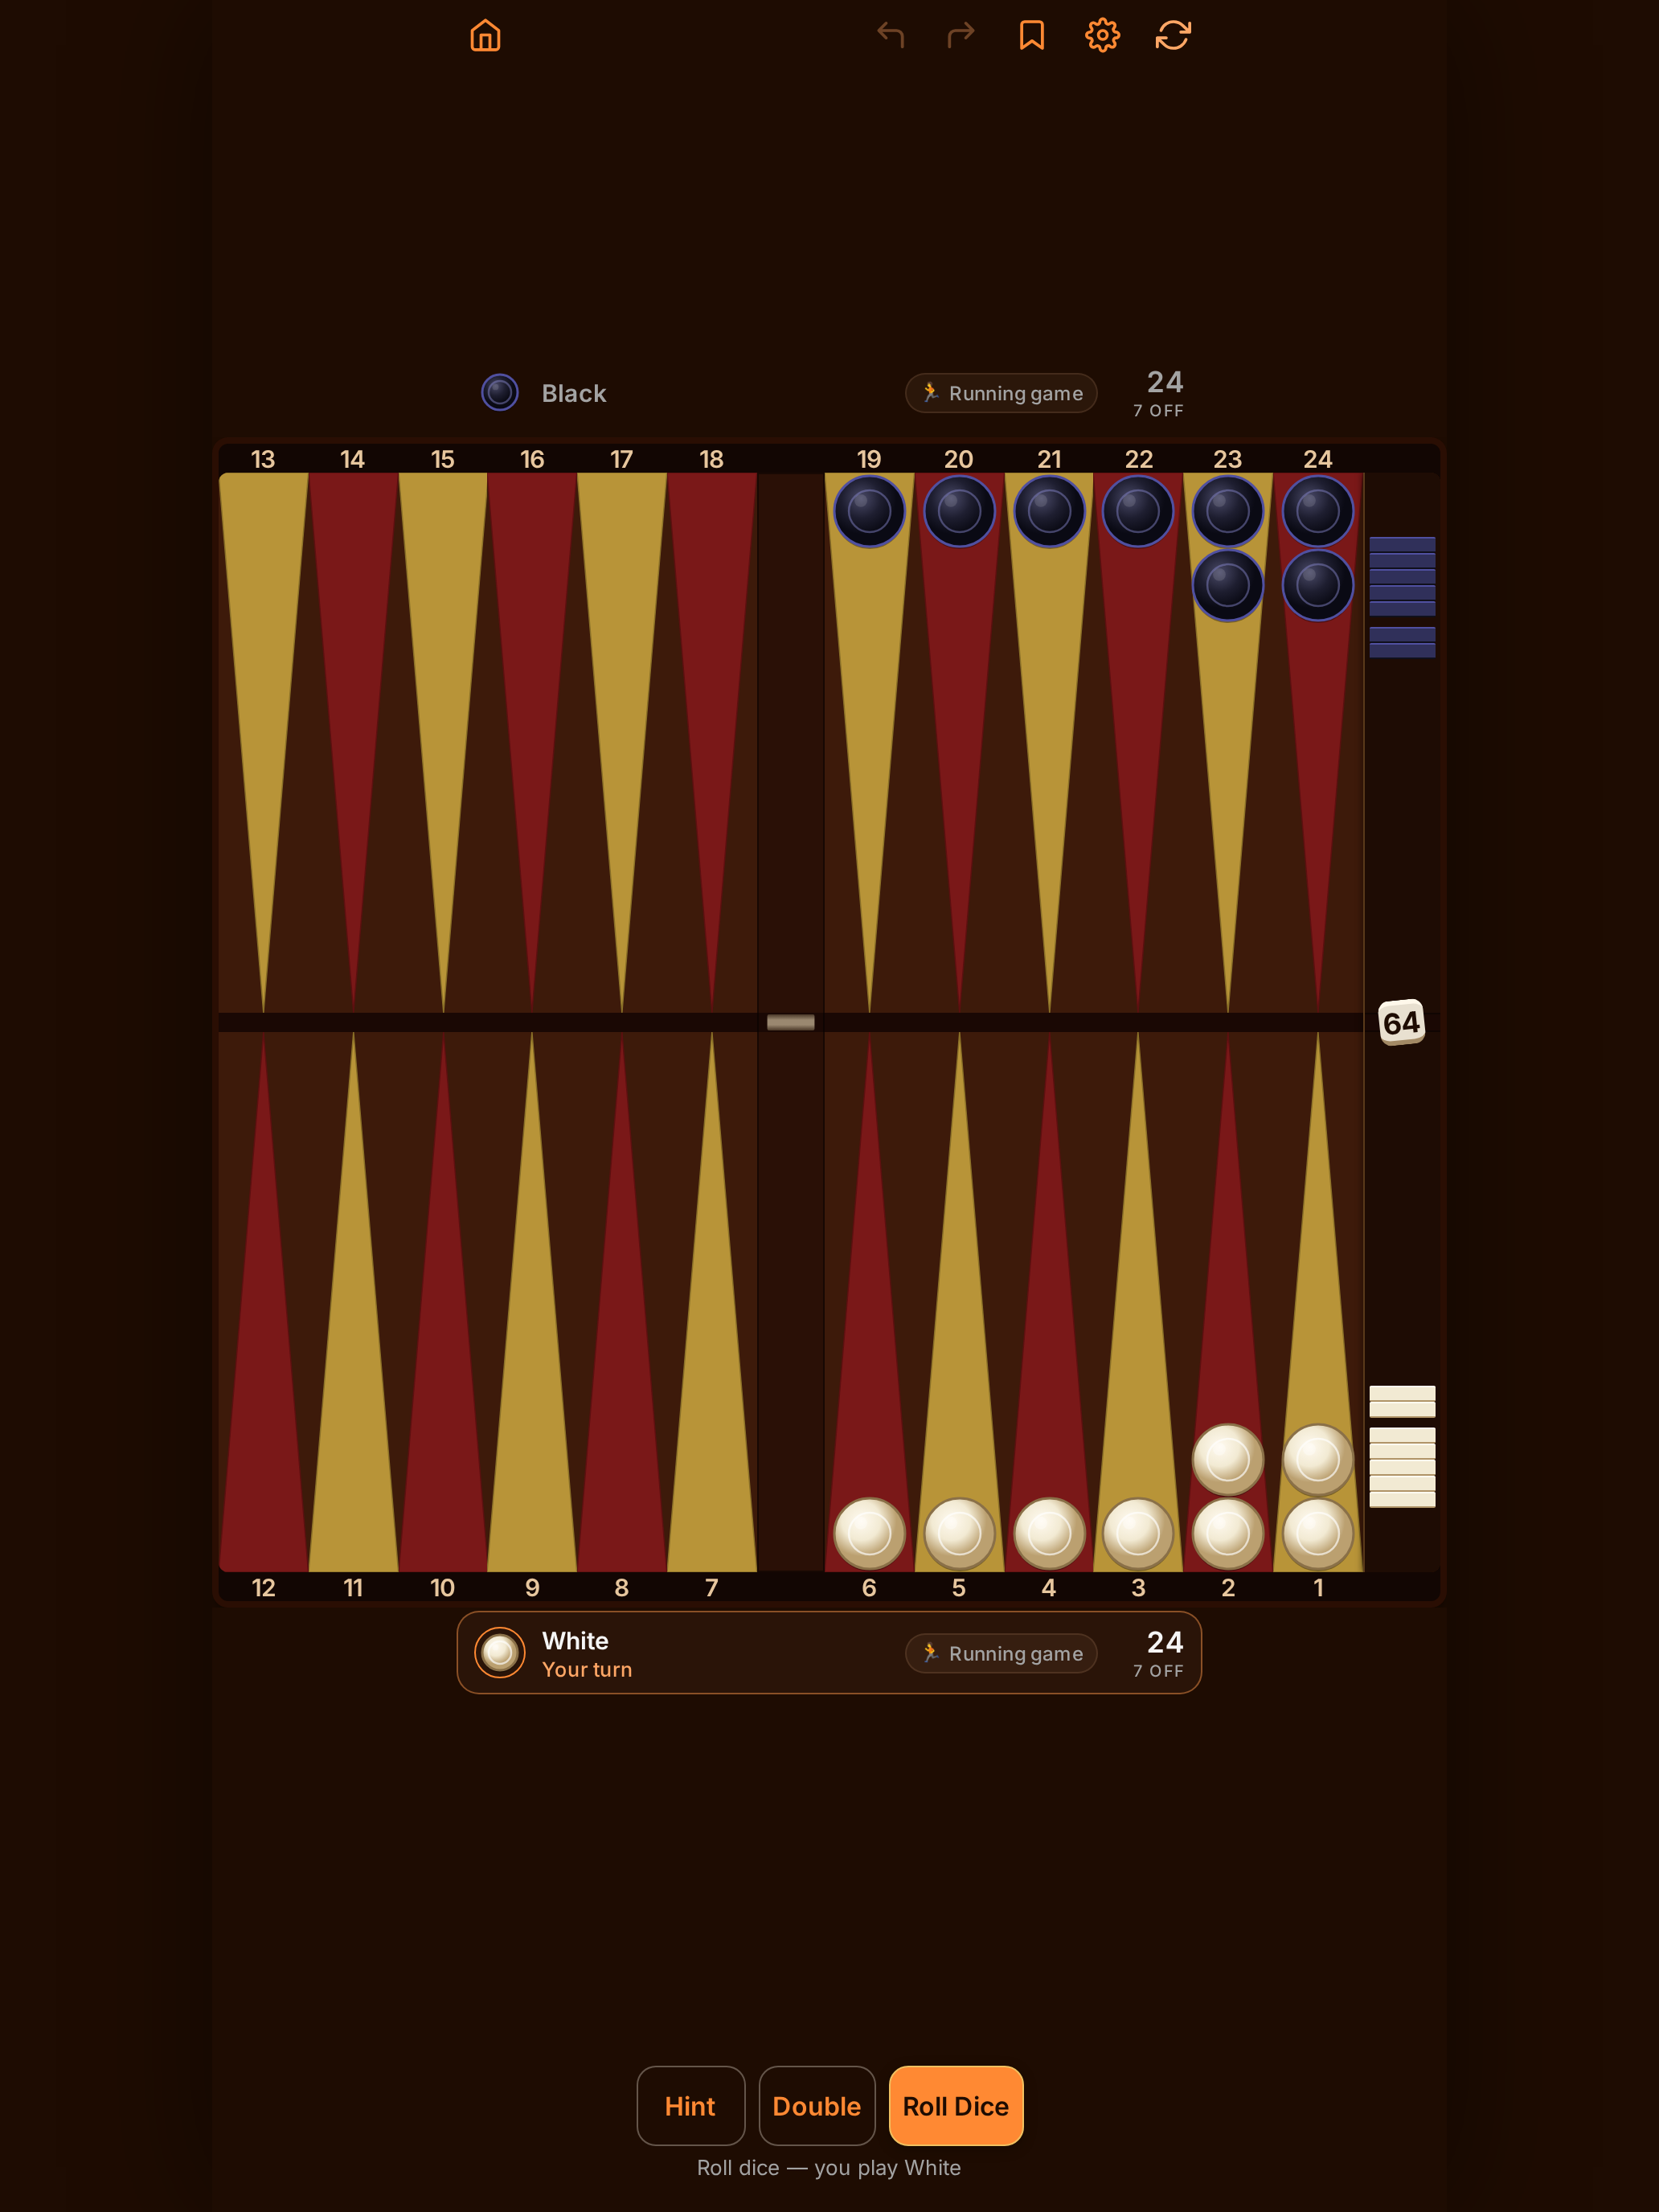 Black
🏃 Running game
24
7 OFF
13 14 15 16 17 18 19 20 21 22 23 24
64
12 11 10 9 8 7 6 5 4 3 2 1
White
Your turn
🏃 Running game
24
7 OFF
Hint
Double
Roll Dice
Roll dice — you play White